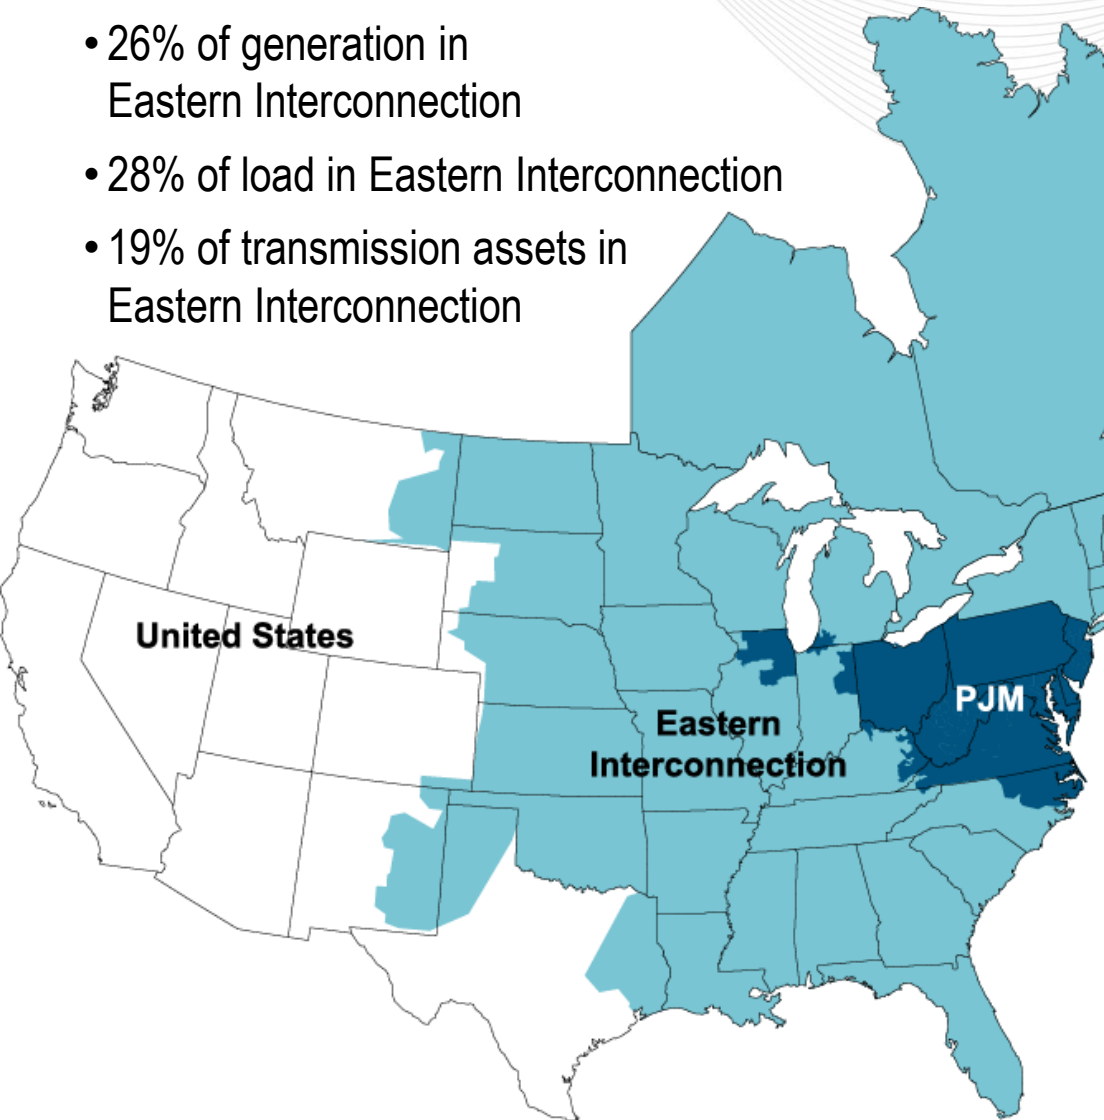 • 26% of generation in
Eastern Interconnection
• 28% of load in Eastern Interconnection
• 19% of transmission assets in
Eastern Interconnection
United States
PJM
Eastern
Interconnection